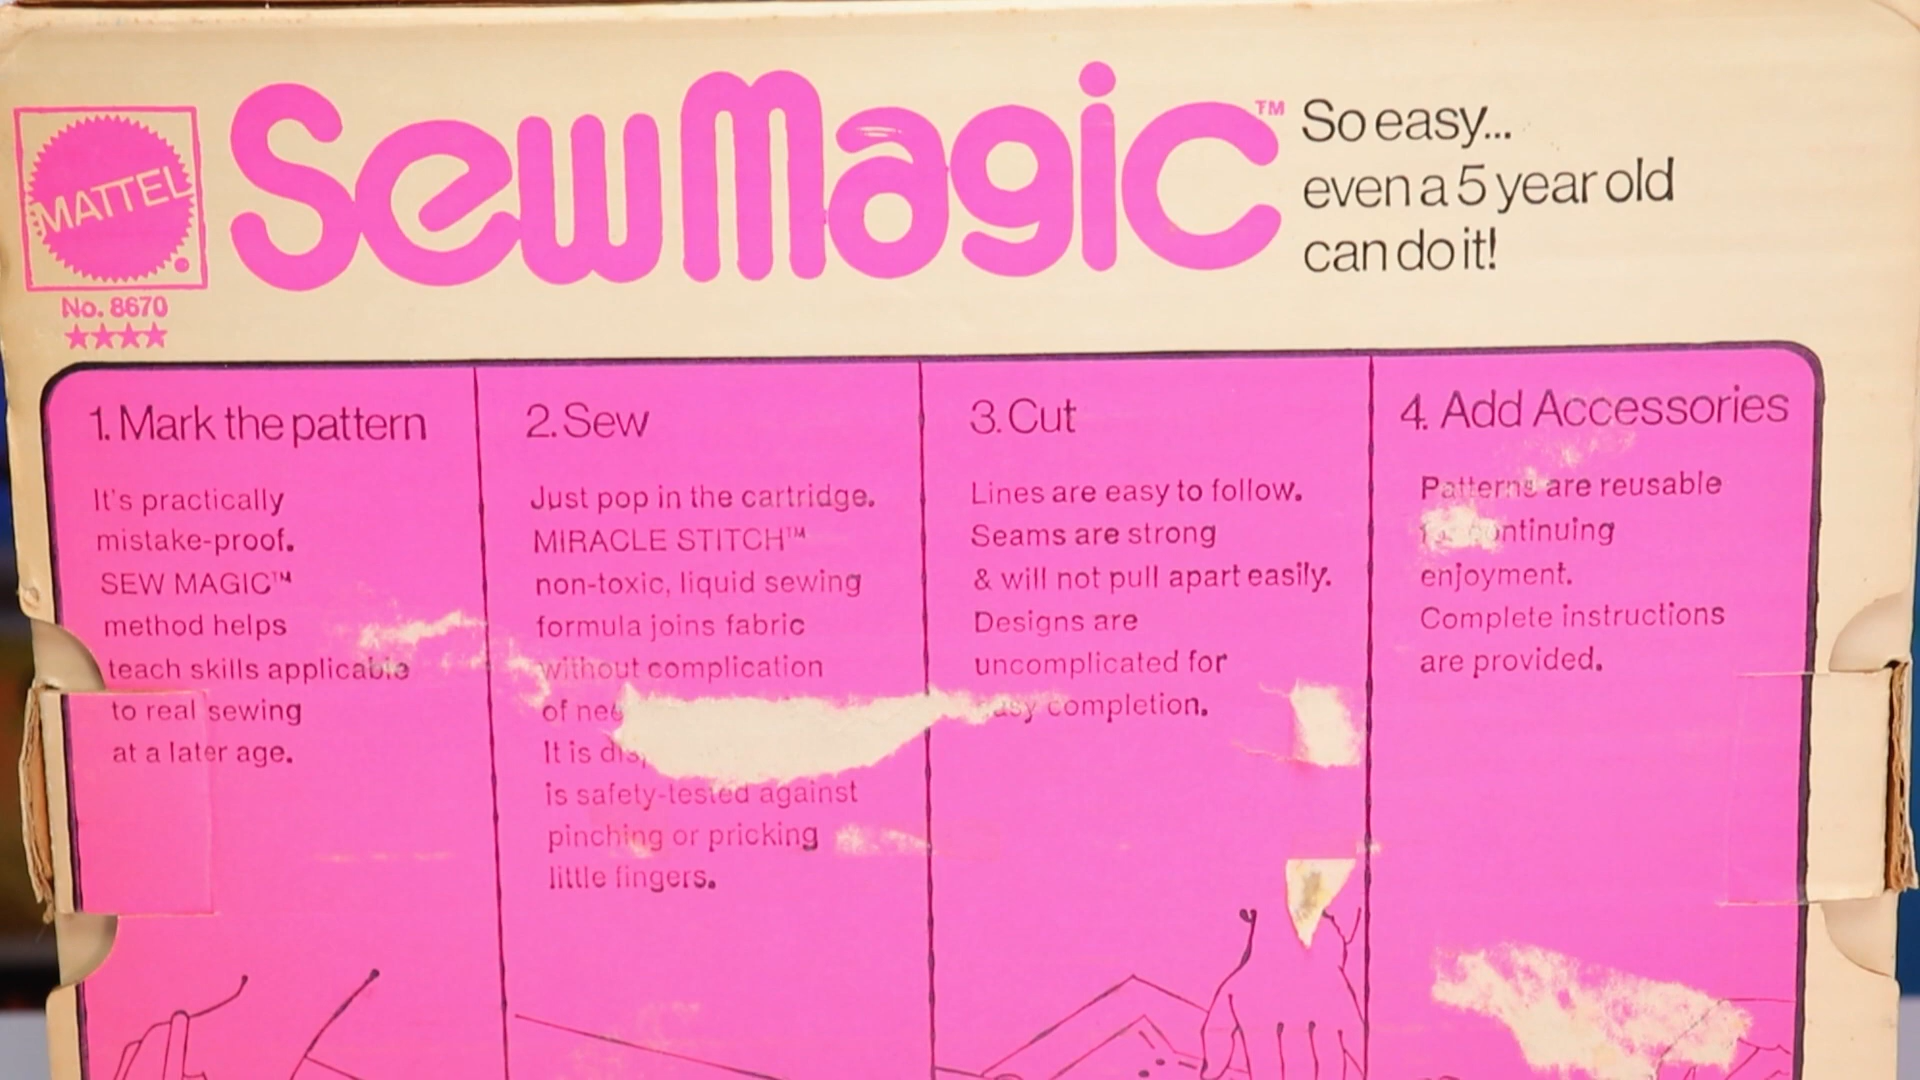 MATTEL
No. 8670
SewMagic™
So easy...
even a 5 year old
can do it!
1. Mark the pattern
It's practically
mistake-proof.
SEW MAGIC™
method helps
teach skills applicable
to real sewing
at a later age.
2. Sew
Just pop in the cartridge.
MIRACLE STITCH™
non-toxic, liquid sewing
formula joins fabric
without complication
of
It is
is safety-tested against
pinching or pricking
little fingers.
3. Cut
Lines are easy to follow.
Seams are strong
& will not pull apart easily.
Designs are
uncomplicated for
completion.
4. Add Accessories
Patterns are reusable
continuing
enjoyment.
Complete instructions
are provided.